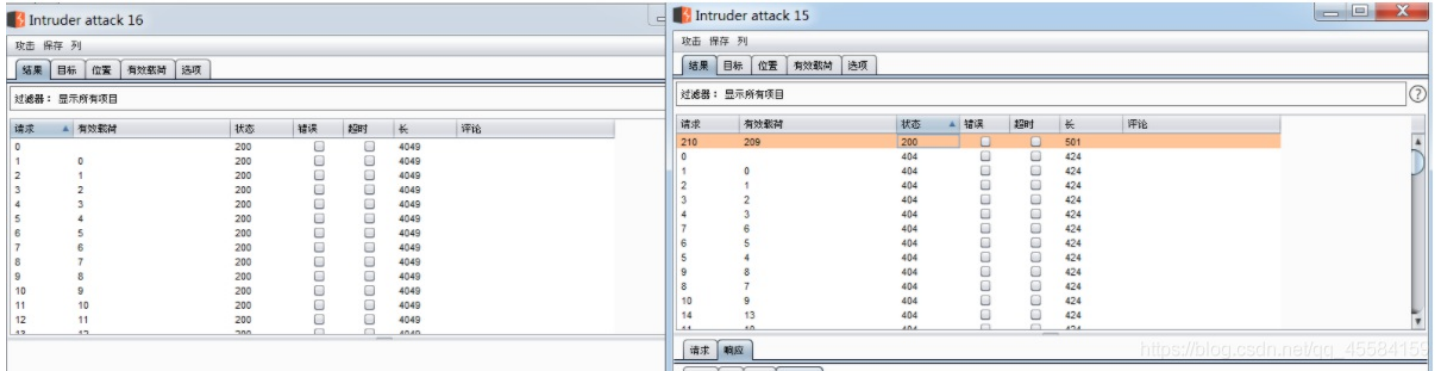 Intruder attack 16
攻击 保存 列
结果 目标 位置 有效载荷 选项
过滤器： 显示所有项目
请求 有效载荷 状态 错误 超时 长 评论
0 200 4049
1 0 200 4049
2 1 200 4049
3 2 200 4049
4 3 200 4049
5 4 200 4049
6 5 200 4049
7 6 200 4049
8 7 200 4049
9 8 200 4049
10 9 200 4049
11 10 200 4049
12 11 200 4049
13 12 200 4049
Intruder attack 15
攻击 保存 列
结果 目标 位置 有效载荷 选项
过滤器： 显示所有项目
请求 有效载荷 状态 错误 超时 长 评论
210 209 200 501
0 404 424
1 0 404 424
2 1 404 424
3 2 404 424
4 3 404 424
7 6 404 424
6 5 404 424
5 4 404 424
9 8 404 424
8 7 404 424
10 9 404 424
14 13 404 424
11 10 404 424
请求 响应
https://blog.csdn.net/qq_45584159